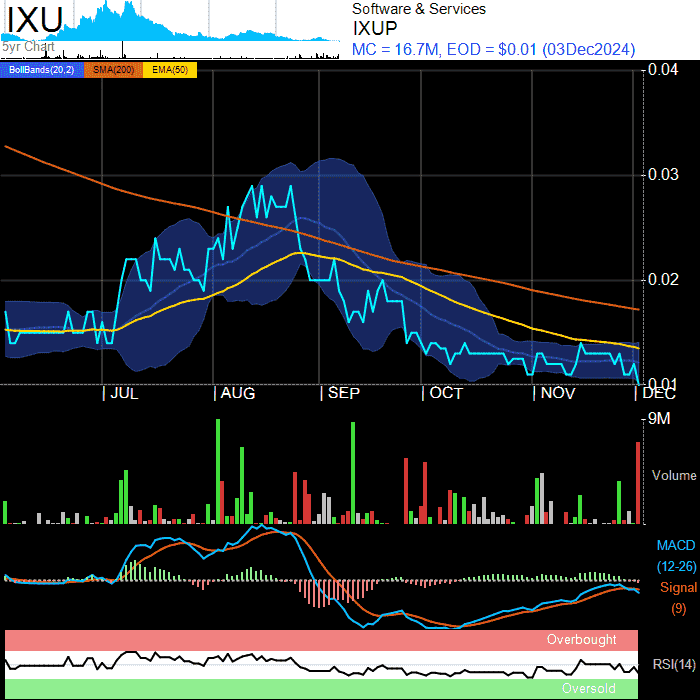 IXU
5yr Chart
Software & Services
IXUP
MC = 16.7M, EOD = $0.01 (03Dec2024)
BollBands(20,2) SMA(200) EMA(50)
0.04
0.03
0.02
0.01
JUL AUG SEP OCT NOV DEC
9M
Volume
MACD
(12-26)
Signal
(9)
Overbought
RSI(14)
Oversold